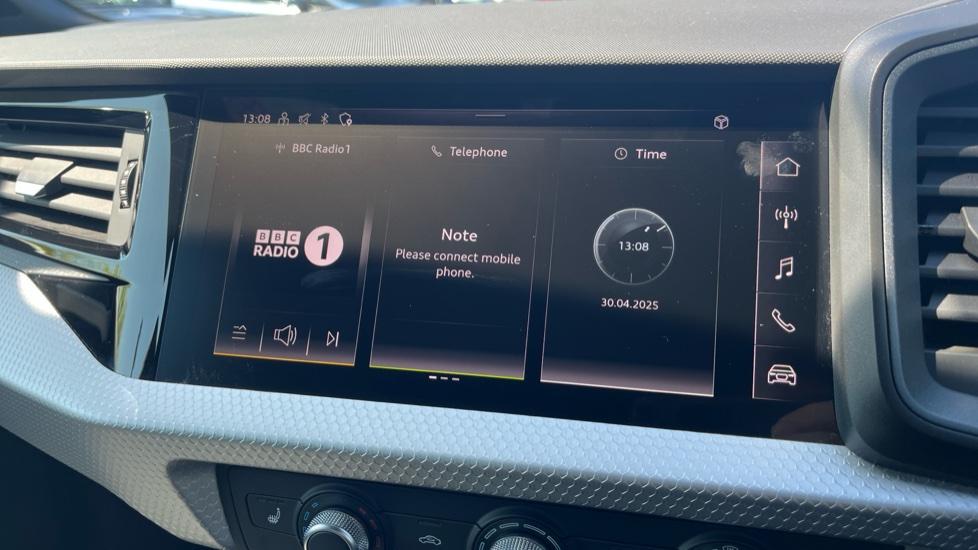 13:08
BBC Radio1
Telephone
Time
BBC
RADIO 1
Note
Please connect mobile
phone.
13:08
30.04.2025